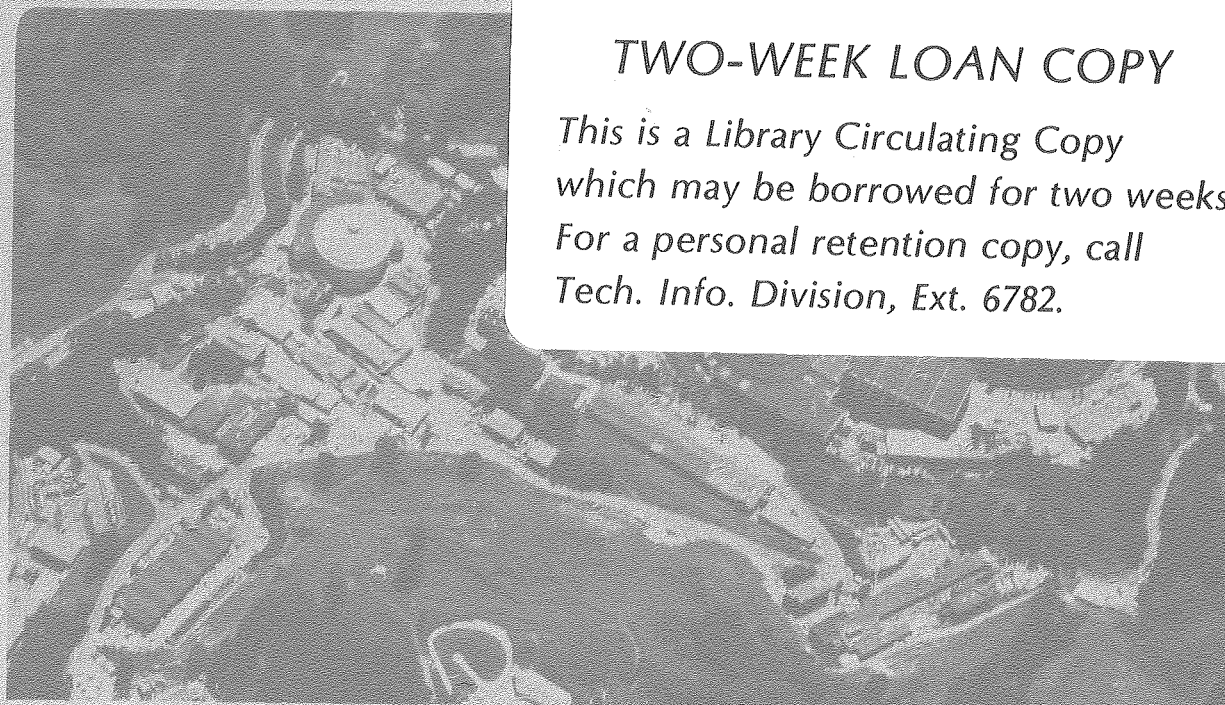 TWO-WEEK LOAN COPY
This is a Library Circulating Copy
which may be borrowed for two weeks
For a personal retention copy, call
Tech. Info. Division, Ext. 6782.